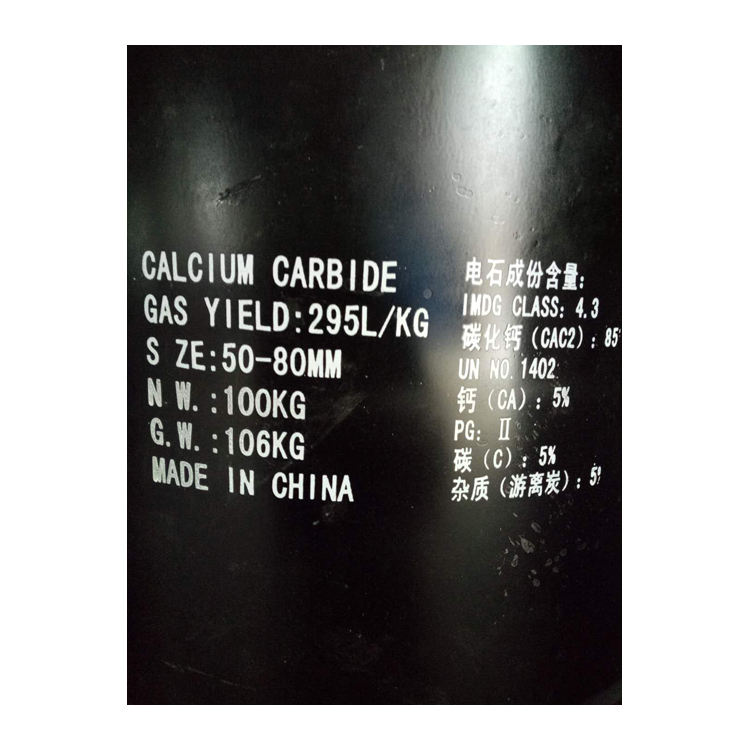 CALCIUM CARBIDE
GAS YIELD:295L/KG
S ZE:50-80MM
N W.:100KG
G.W.:106KG
MADE IN CHINA
电石成份含量:
IMDG CLASS: 4.3
碳化钙(CAC2): 85%
UN NO.1402
钙(CA): 5%
PG: Ⅱ
碳(C): 5%
杂质(游离炭): 5%